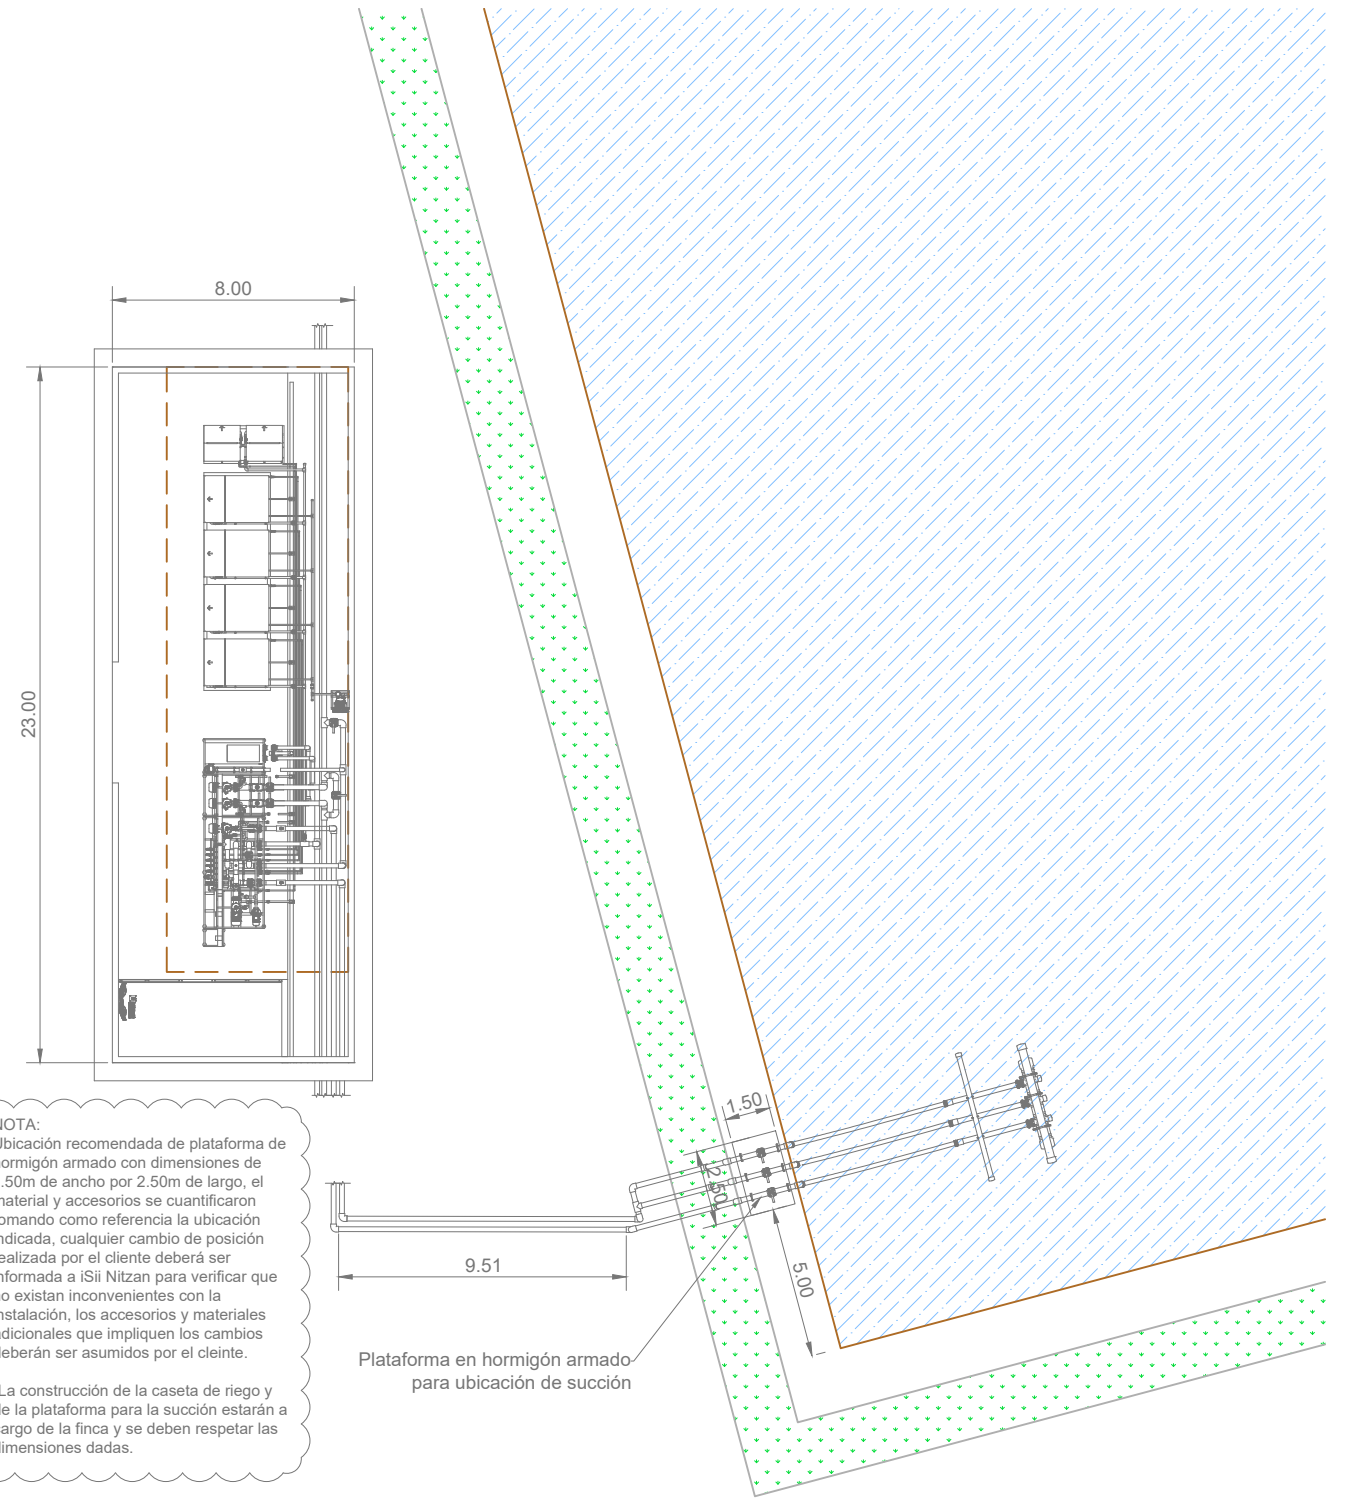 8.00
23.00
1.50
2.50
9.51
5.00
Plataforma en hormigón armado
para ubicación de succión
NOTA:
Ubicación recomendada de plataforma de
hormigón armado con dimensiones de
.50m de ancho por 2.50m de largo, el
material y accesorios se cuantificaron
tomando como referencia la ubicación
indicada, cualquier cambio de posición
realizada por el cliente deberá ser
informada a iSii Nitzan para verificar que
no existan inconvenientes con la
instalación, los accesorios y materiales
adicionales que impliquen los cambios
deberán ser asumidos por el cleinte.
La construcción de la caseta de riego y
de la plataforma para la succión estarán a
cargo de la finca y se deben respetar las
dimensiones dadas.